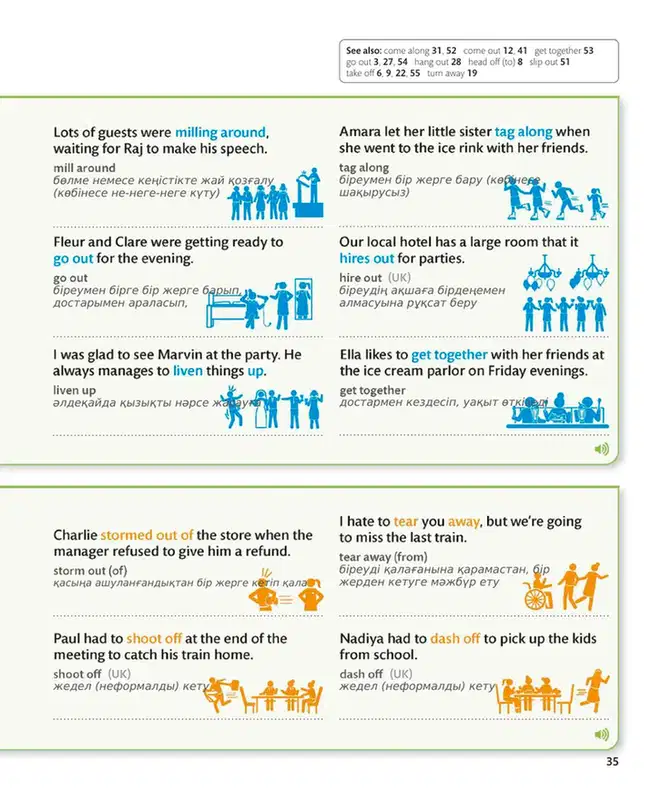 See also: come along 31, 52 come out 12, 41 get together 53
go out 3, 27, 54 hang out 28 head off (to) 8 slip out 51
take off 6, 9, 22, 55 turn away 19
Lots of guests were milling around,
waiting for Raj to make his speech.
mill around
бөлме немесе кеңістікте жай қозғалу
(көбінесе не-неге-неге күту)
Amara let her little sister tag along when
she went to the ice rink with her friends.
tag along
біреумен бір жерге бару (көбінесе
шақырусыз)
Fleur and Clare were getting ready to
go out for the evening.
go out
біреумен бірге бір жерге барып,
достарымен араласып,
Our local hotel has a large room that it
hires out for parties.
hire out (UK)
біреудің ақшаға бірдеңемен
алмасуына рұқсат беру
I was glad to see Marvin at the party. He
always manages to liven things up.
liven up
әлдеқайда қызықты нәрсе
Ella likes to get together with her friends at
the ice cream parlor on Friday evenings.
get together
достармен кездесіп, уақыт өткізеді
Charlie stormed out of the store when the
manager refused to give him a refund.
storm out (of)
қасыңа ашуланғандықтан бір жерге кетіп қала
I hate to tear you away, but we're going
to miss the last train.
tear away (from)
біреуді қалағанына қарамастан, бір
жерден кетуге мәжбүр ету
Paul had to shoot off at the end of the
meeting to catch his train home.
shoot off (UK)
жедел (неформалды) кету
Nadiya had to dash off to pick up the kids
from school.
dash off (UK)
жедел (неформалды) кету
35